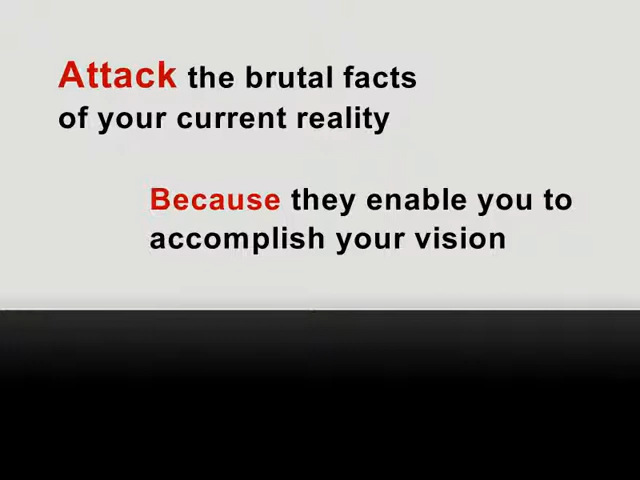 Attack the brutal facts
of your current reality
Because they enable you to
accomplish your vision